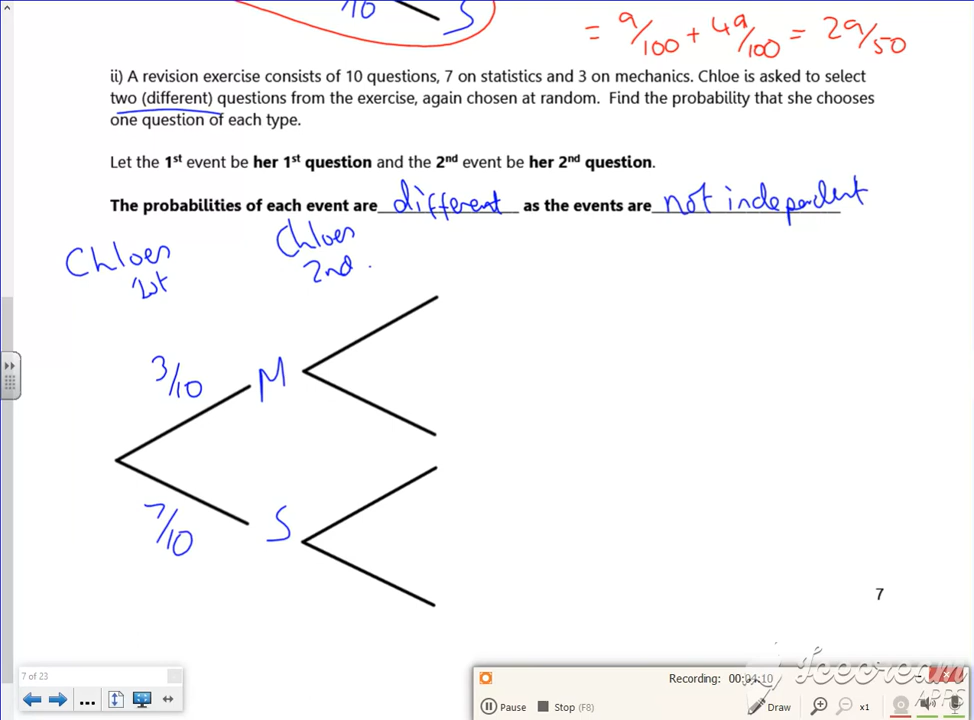 10
S
= 9/100 + 49/100 = 29/50
ii) A revision exercise consists of 10 questions, 7 on statistics and 3 on mechanics. Chloe is asked to select
two (different) questions from the exercise, again chosen at random. Find the probability that she chooses
one question of each type.
Let the 1st event be her 1st question and the 2nd event be her 2nd question.
The probabilities of each event are different as the events are not independent
Chloes
1st
Chloes
2nd
3/10
M
7/10
S
7
7 of 23
Recording: 00:04:10
Icecream
APPS
Pause
Stop (F8)
Draw
x1